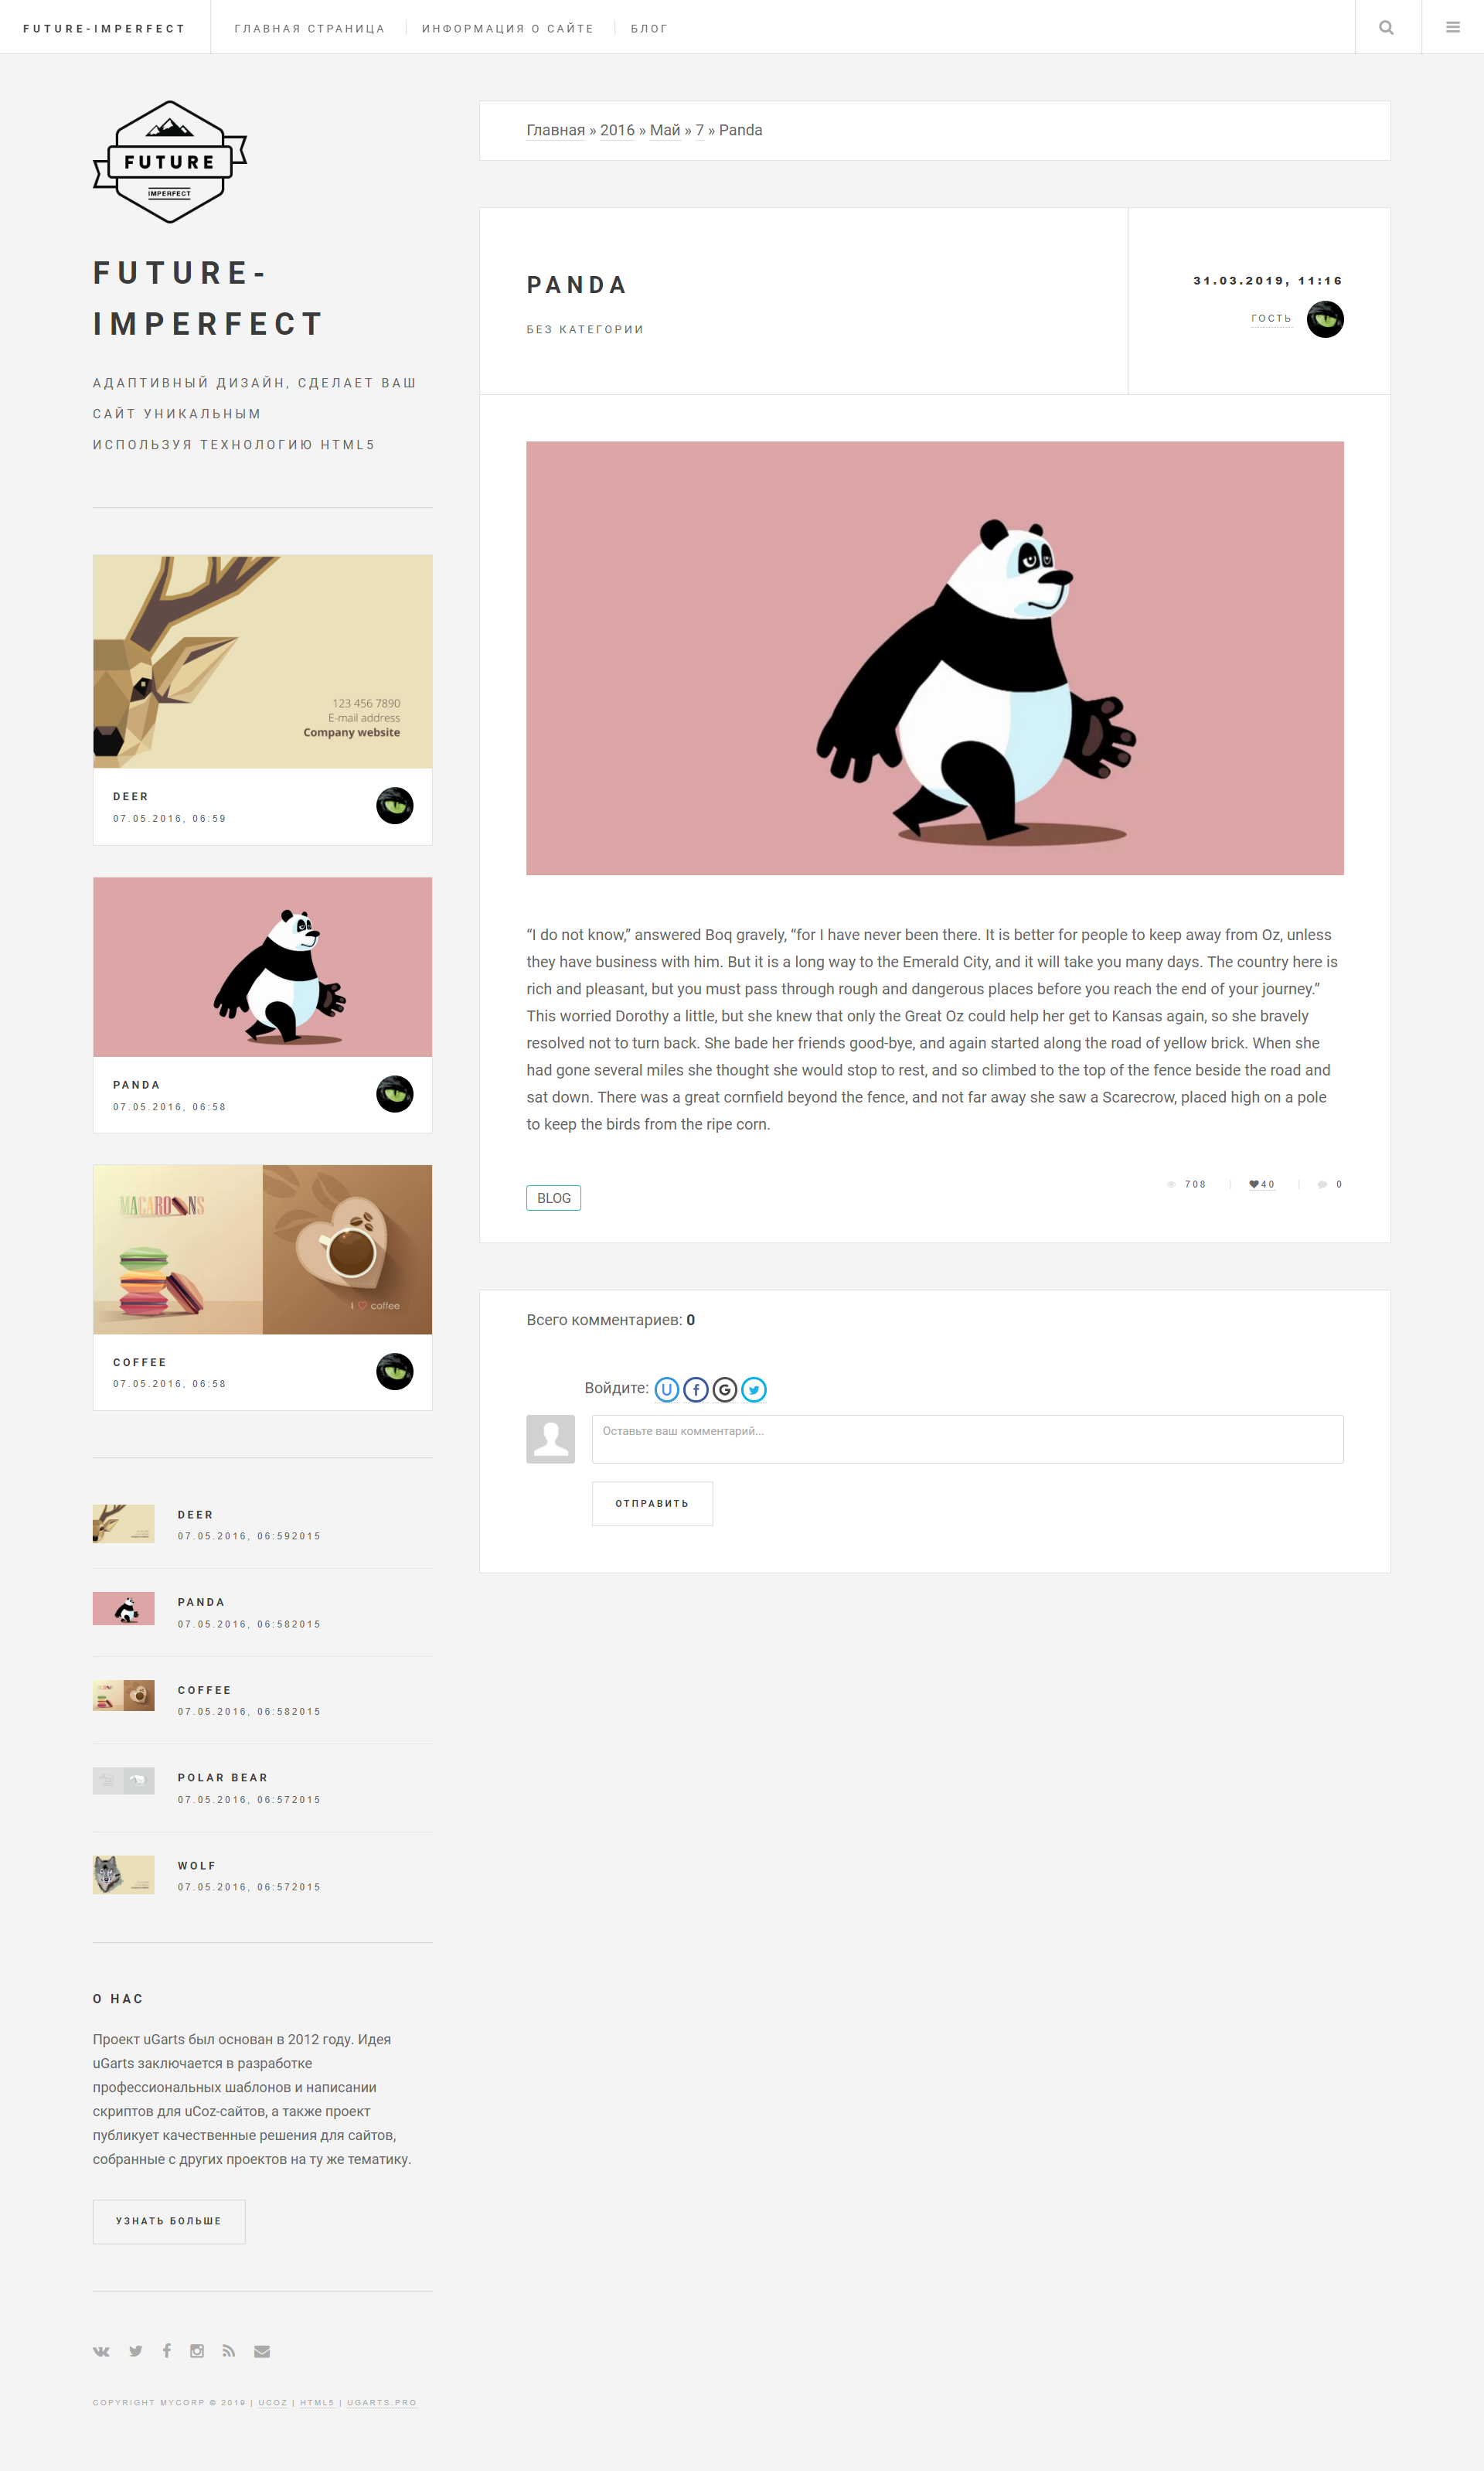 FUTURE-IMPERFECT
ГЛАВНАЯ СТРАНИЦА
ИНФОРМАЦИЯ О САЙТЕ
БЛОГ
FUTURE
IMPERFECT
FUTURE-
IMPERFECT
АДАПТИВНЫЙ ДИЗАЙН, СДЕЛАЕТ ВАШ
САЙТ УНИКАЛЬНЫМ
ИСПОЛЬЗУЯ ТЕХНОЛОГИЮ HTML5
123 456 7890
E-mail address
Company website
DEER
07.05.2016, 06:59
PANDA
07.05.2016, 06:58
MACAROONS
I ♡ coffee
COFFEE
07.05.2016, 06:58
DEER
07.05.2016, 06:592015
PANDA
07.05.2016, 06:582015
COFFEE
07.05.2016, 06:582015
POLAR BEAR
07.05.2016, 06:572015
WOLF
07.05.2016, 06:572015
О НАС
Проект uGarts был основан в 2012 году. Идея
uGarts заключается в разработке
профессиональных шаблонов и написании
скриптов для uCoz-сайтов, а также проект
публикует качественные решения для сайтов,
собранные с других проектов на ту же тематику.
УЗНАТЬ БОЛЬШЕ
COPYRIGHT MYCORP © 2019 | UCOZ | HTML5 | UGARTS.PRO
Главная » 2016 » Май » 7 » Panda
PANDA
БЕЗ КАТЕГОРИИ
31.03.2019, 11:16
ГОСТЬ
“I do not know,” answered Boq gravely, “for I have never been there. It is better for people to keep away from Oz, unless
they have business with him. But it is a long way to the Emerald City, and it will take you many days. The country here is
rich and pleasant, but you must pass through rough and dangerous places before you reach the end of your journey.”
This worried Dorothy a little, but she knew that only the Great Oz could help her get to Kansas again, so she bravely
resolved not to turn back. She bade her friends good-bye, and again started along the road of yellow brick. When she
had gone several miles she thought she would stop to rest, and so climbed to the top of the fence beside the road and
sat down. There was a great cornfield beyond the fence, and not far away she saw a Scarecrow, placed high on a pole
to keep the birds from the ripe corn.
BLOG
708
40
0
Всего комментариев: 0
Войдите:
Оставьте ваш комментарий...
ОТПРАВИТЬ